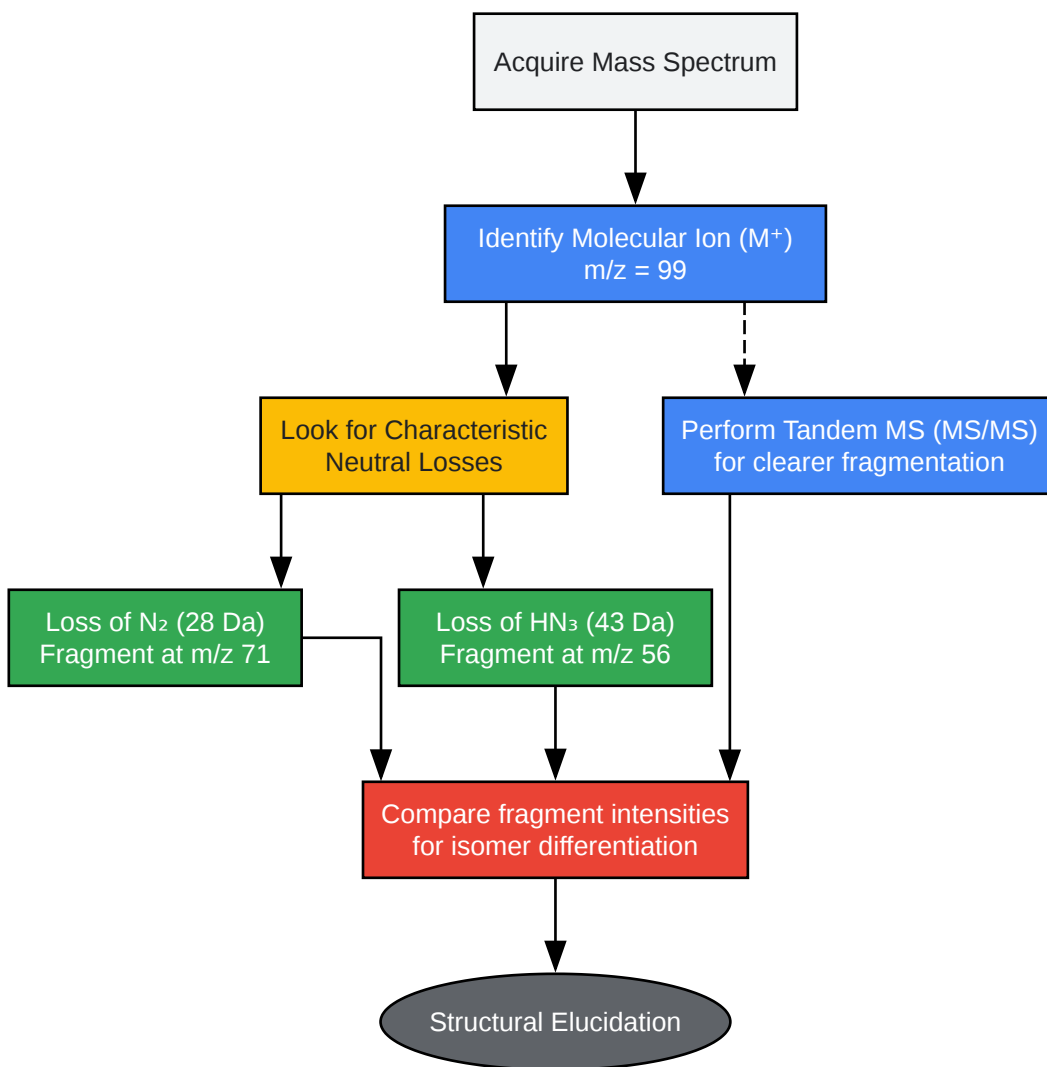 Acquire Mass Spectrum
Identify Molecular Ion (M⁺)
m/z = 99
Look for Characteristic
Neutral Losses
Perform Tandem MS (MS/MS)
for clearer fragmentation
Loss of N₂ (28 Da)
Fragment at m/z 71
Loss of HN₃ (43 Da)
Fragment at m/z 56
Compare fragment intensities
for isomer differentiation
Structural Elucidation